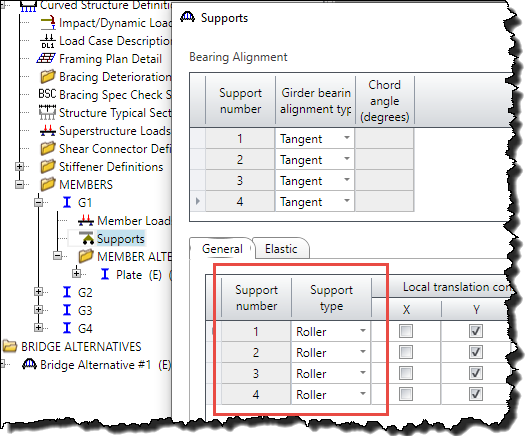 Curved Structure Definition
Impact/Dynamic Load
Load Case Description
Framing Plan Detail
Bracing Deterioration
BSC Bracing Spec Check S
Structure Typical Sect
Superstructure Loads
Shear Connector Defi
Stiffener Definitions
MEMBERS
G1
Member Load
Supports
MEMBER ALTE
Plate (E) (
G2
G3
G4
BRIDGE ALTERNATIVES
Bridge Alternative #1 (E)
Supports
Bearing Alignment
Support number
Girder bearin alignment typ
Chord angle (degrees)
1 Tangent
2 Tangent
3 Tangent
4 Tangent
General Elastic
Support number
Support type
Local translation con
X Y
1 Roller
2 Roller
3 Roller
4 Roller